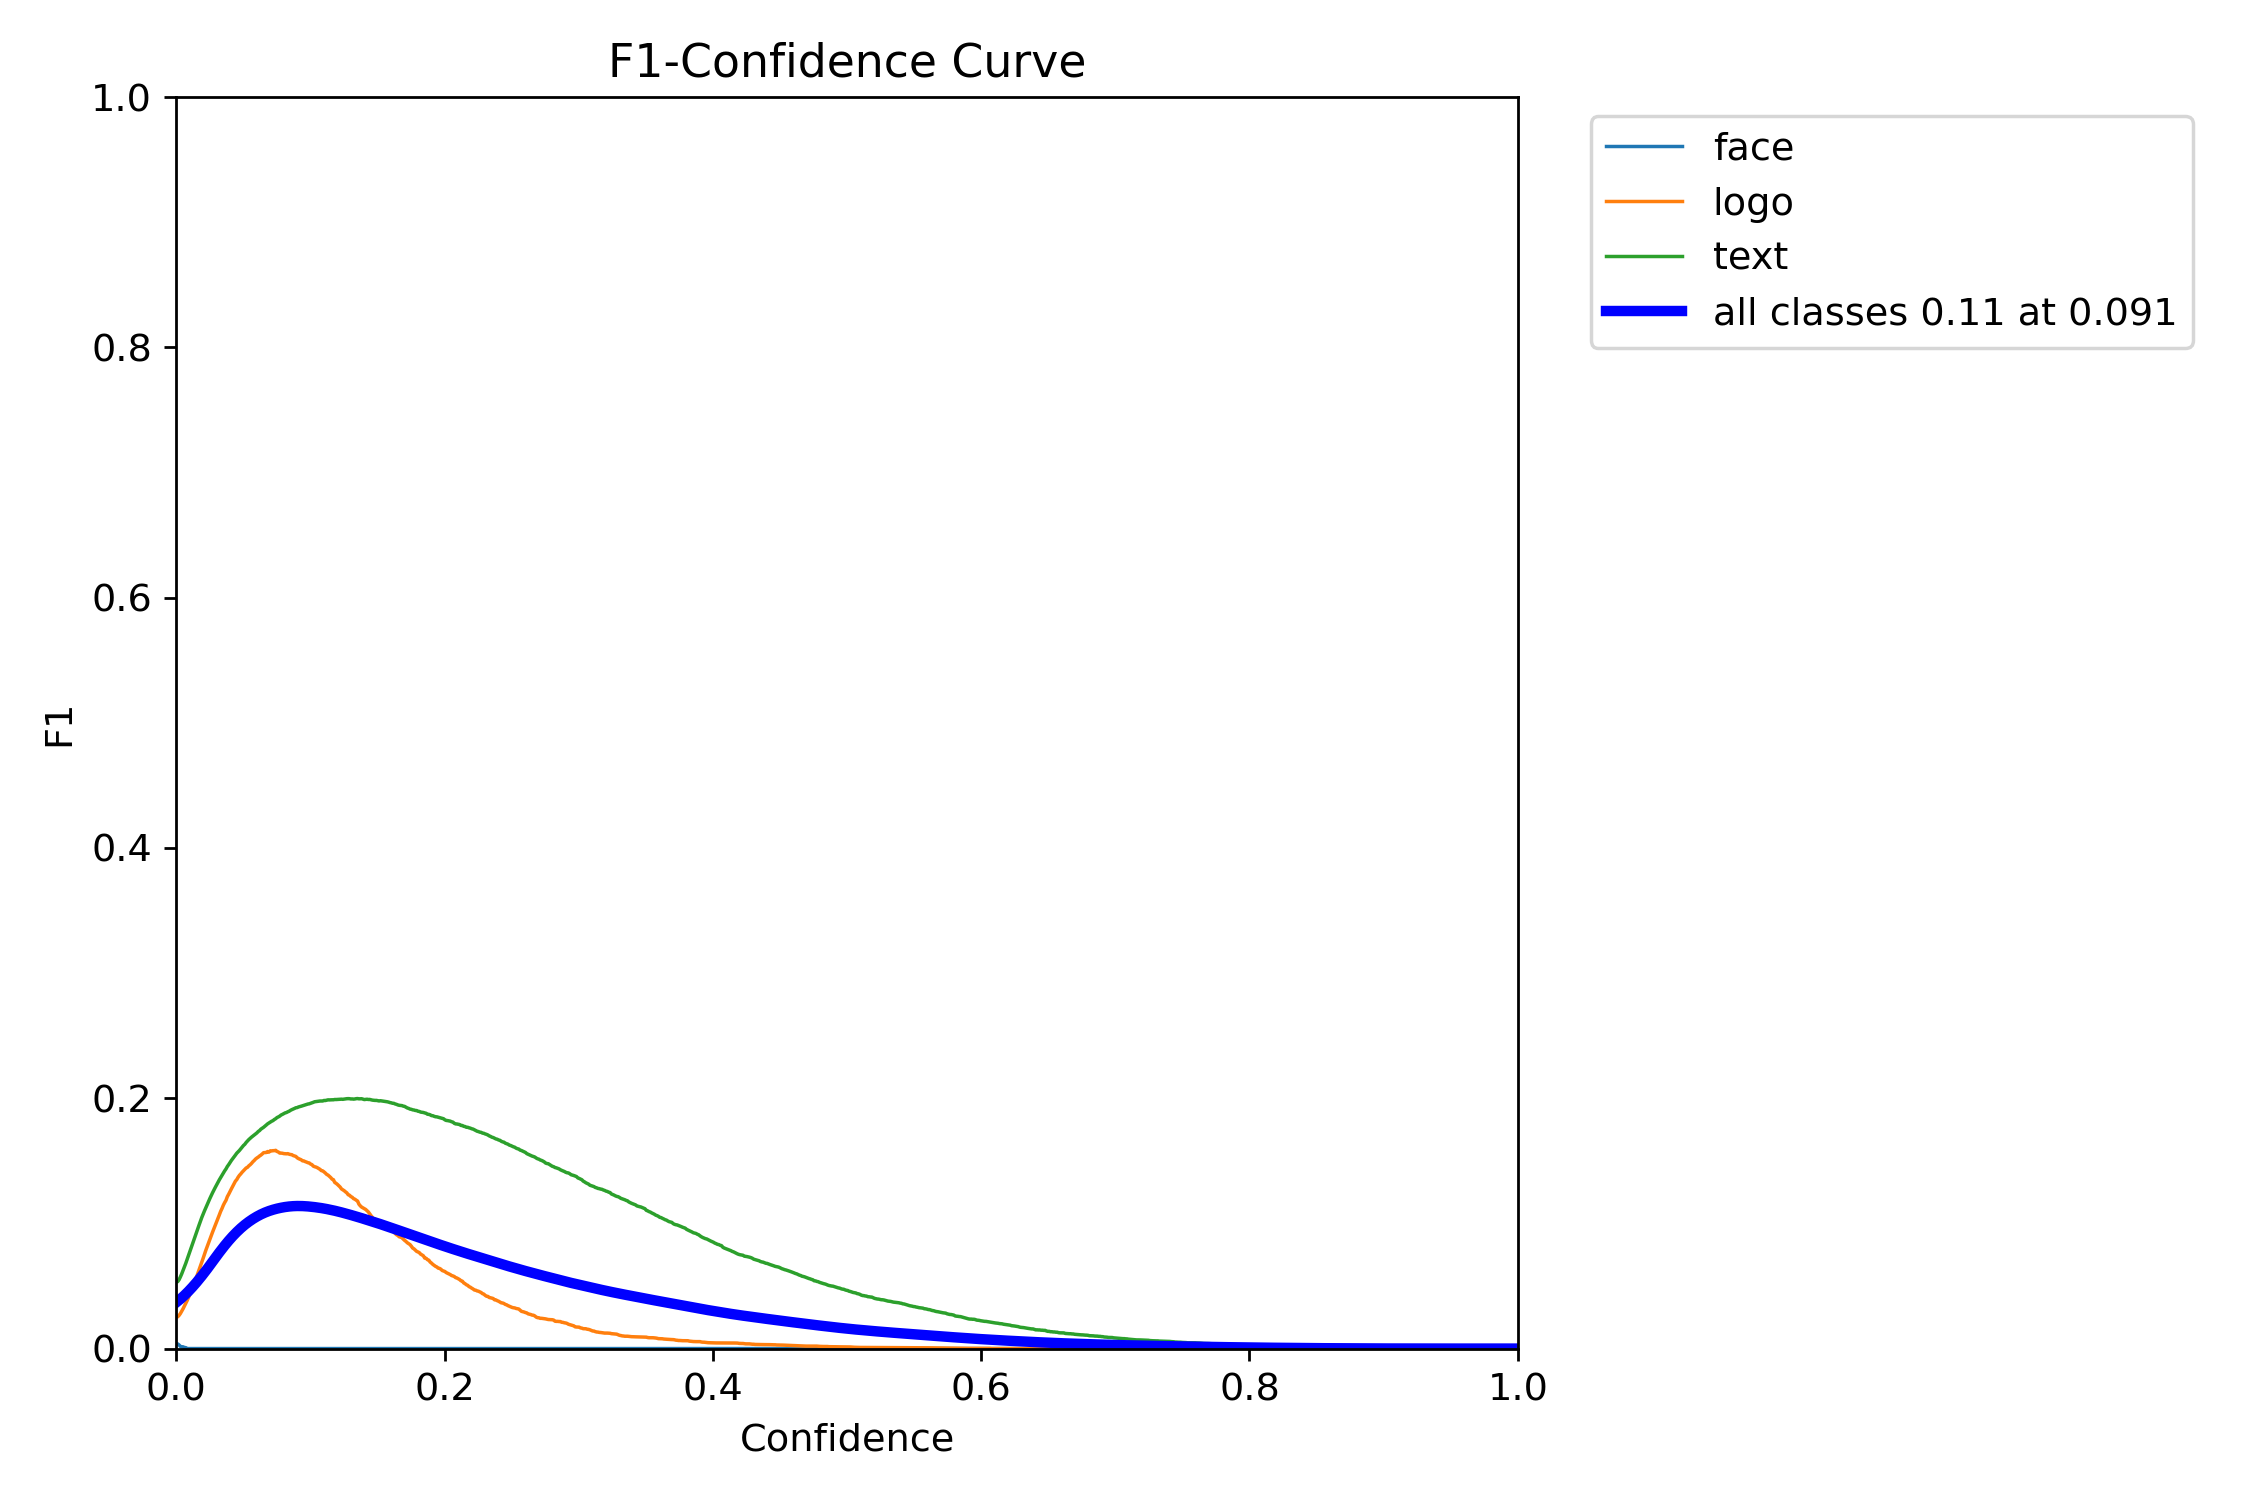 F1-Confidence Curve
1.0
0.8
0.6
0.4
0.2
0.0
F1
0.0 0.2 0.4 0.6 0.8 1.0
Confidence
face
logo
text
all classes 0.11 at 0.091